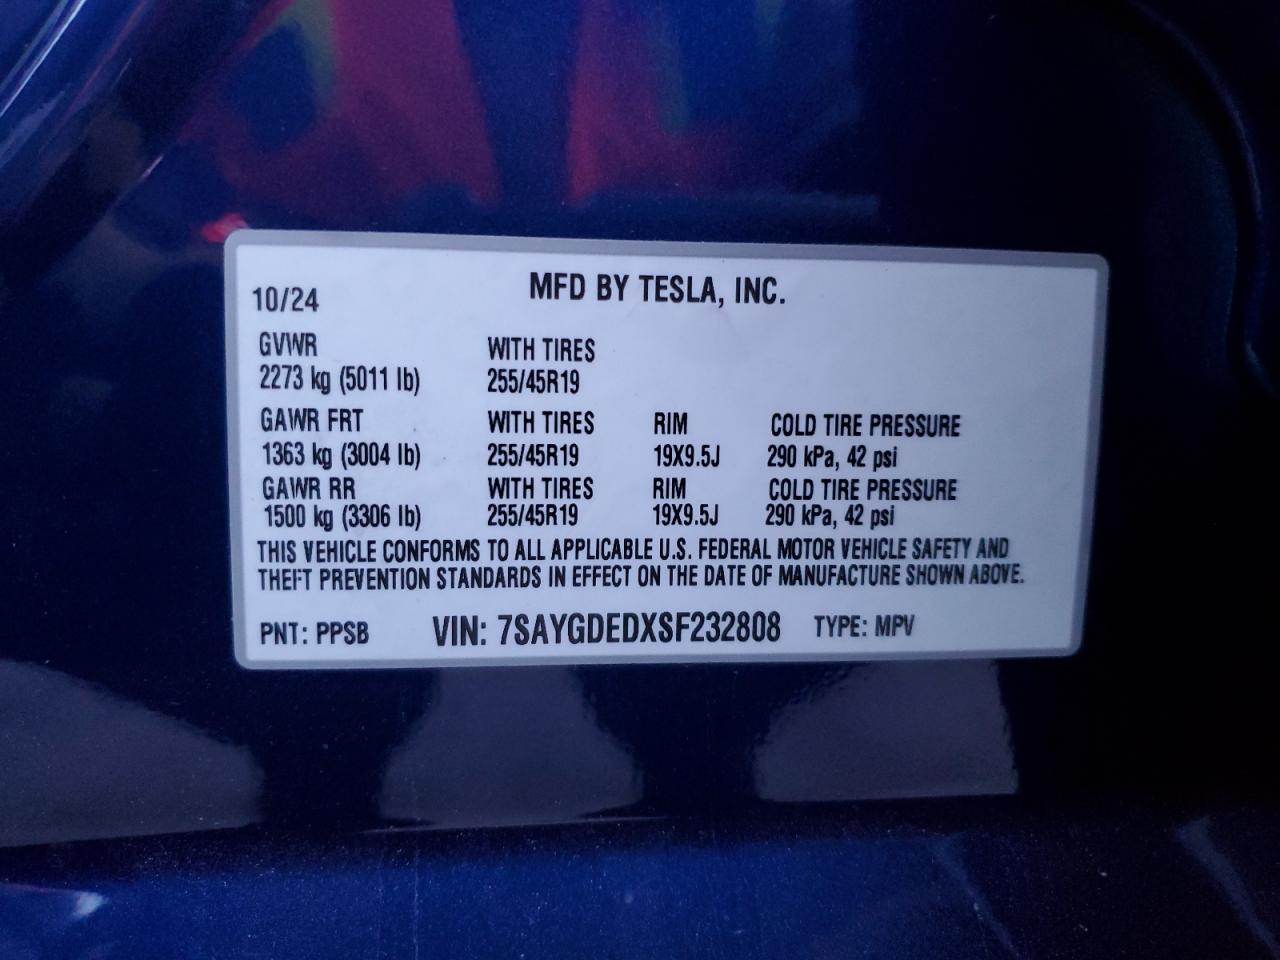 10/24 MFD BY TESLA, INC.
GVWR WITH TIRES
2273 kg (5011 lb) 255/45R19
GAWR FRT WITH TIRES RIM COLD TIRE PRESSURE
1363 kg (3004 lb) 255/45R19 19X9.5J 290 kPa, 42 psi
GAWR RR WITH TIRES RIM COLD TIRE PRESSURE
1500 kg (3306 lb) 255/45R19 19X9.5J 290 kPa, 42 psi
THIS VEHICLE CONFORMS TO ALL APPLICABLE U.S. FEDERAL MOTOR VEHICLE SAFETY AND
THEFT PREVENTION STANDARDS IN EFFECT ON THE DATE OF MANUFACTURE SHOWN ABOVE.
PNT: PPSB VIN: 7SAYGDEDXSF232808 TYPE: MPV